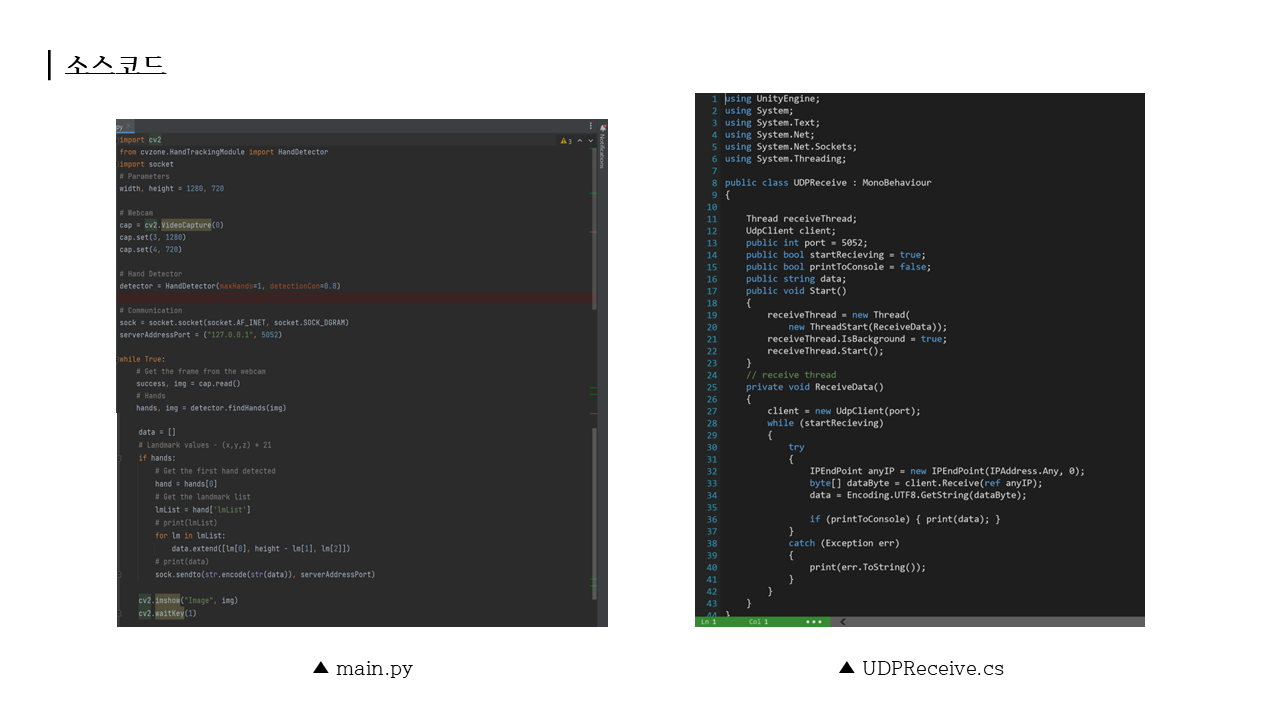 소스코드
py
import cv2
from cvzone.HandTrackingModule import HandDetector
import socket
# Parameters
width, height = 1280, 720
# Webcam
cap = cv2.VideoCapture(0)
cap.set(3, 1280)
cap.set(4, 720)
# Hand Detector
detector = HandDetector(maxHands=1, detectionCon=0.8)
# Communication
sock = socket.socket(socket.AF_INET, socket.SOCK_DGRAM)
serverAddressPort = ("127.0.0.1", 5052)
while True:
# Get the frame from the webcam
success, img = cap.read()
# Hands
hands, img = detector.findHands(img)
data = []
# Landmark values - (x,y,z) * 21
if hands:
# Get the first hand detected
hand = hands[0]
# Get the landmark list
lmList = hand['lmList']
# print(lmList)
for lm in lmList:
data.extend([lm[0], height - lm[1], lm[2]])
# print(data)
sock.sendto(str.encode(str(data)), serverAddressPort)
cv2.imshow("Image", img)
cv2.waitKey(1)
3
Notifications
▲ main.py
1 using UnityEngine;
2 using System;
3 using System.Text;
4 using System.Net;
5 using System.Net.Sockets;
6 using System.Threading;
7
8 public class UDPReceive : MonoBehaviour
9 {
10
11 Thread receiveThread;
12 UdpClient client;
13 public int port = 5052;
14 public bool startRecieving = true;
15 public bool printToConsole = false;
16 public string data;
17 public void Start()
18 {
19 receiveThread = new Thread(
20 new ThreadStart(ReceiveData));
21 receiveThread.IsBackground = true;
22 receiveThread.Start();
23 }
24 // receive thread
25 private void ReceiveData()
26 {
27 client = new UdpClient(port);
28 while (startRecieving)
29 {
30 try
31 {
32 IPEndPoint anyIP = new IPEndPoint(IPAddress.Any, 0);
33 byte[] dataByte = client.Receive(ref anyIP);
34 data = Encoding.UTF8.GetString(dataByte);
35
36 if (printToConsole) { print(data); }
37 }
38 catch (Exception err)
39 {
40 print(err.ToString());
41 }
42 }
43 }
44 }
Ln 1 Col 1
▲ UDPReceive.cs